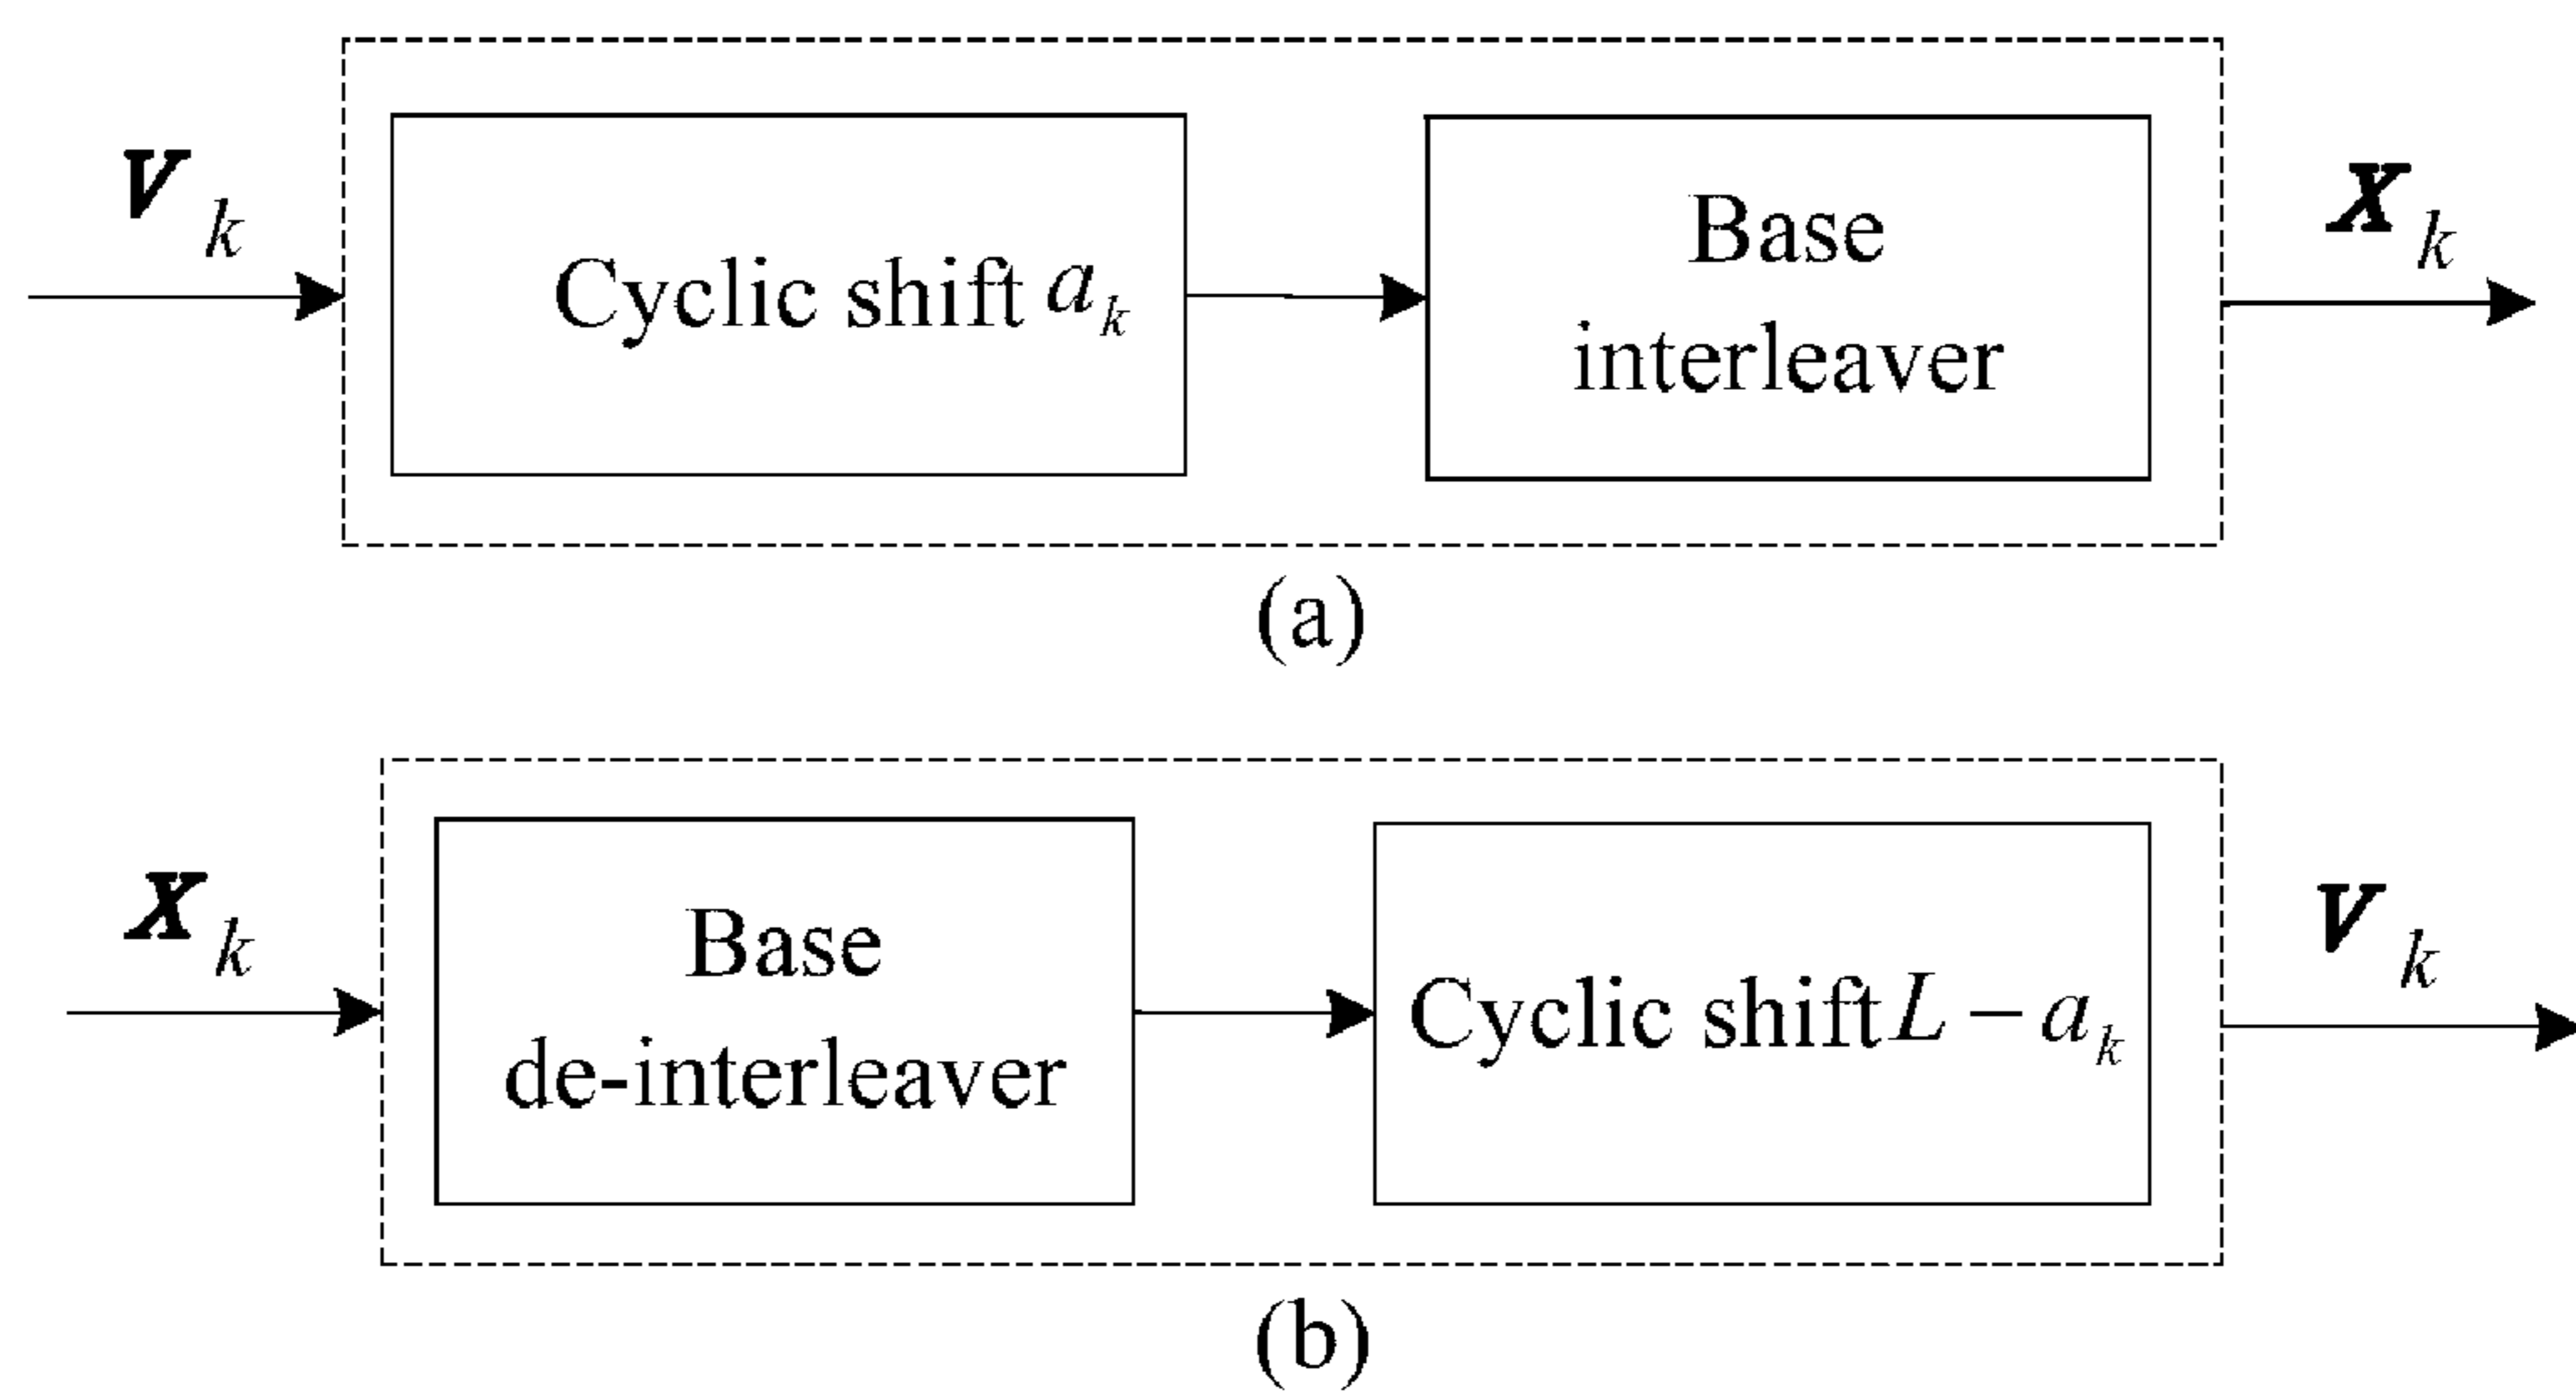 v_k
Cyclic shift a_k
Base
interleaver
x_k
(a)
x_k
Base
de-interleaver
Cyclic shift L − a_k
v_k
(b)